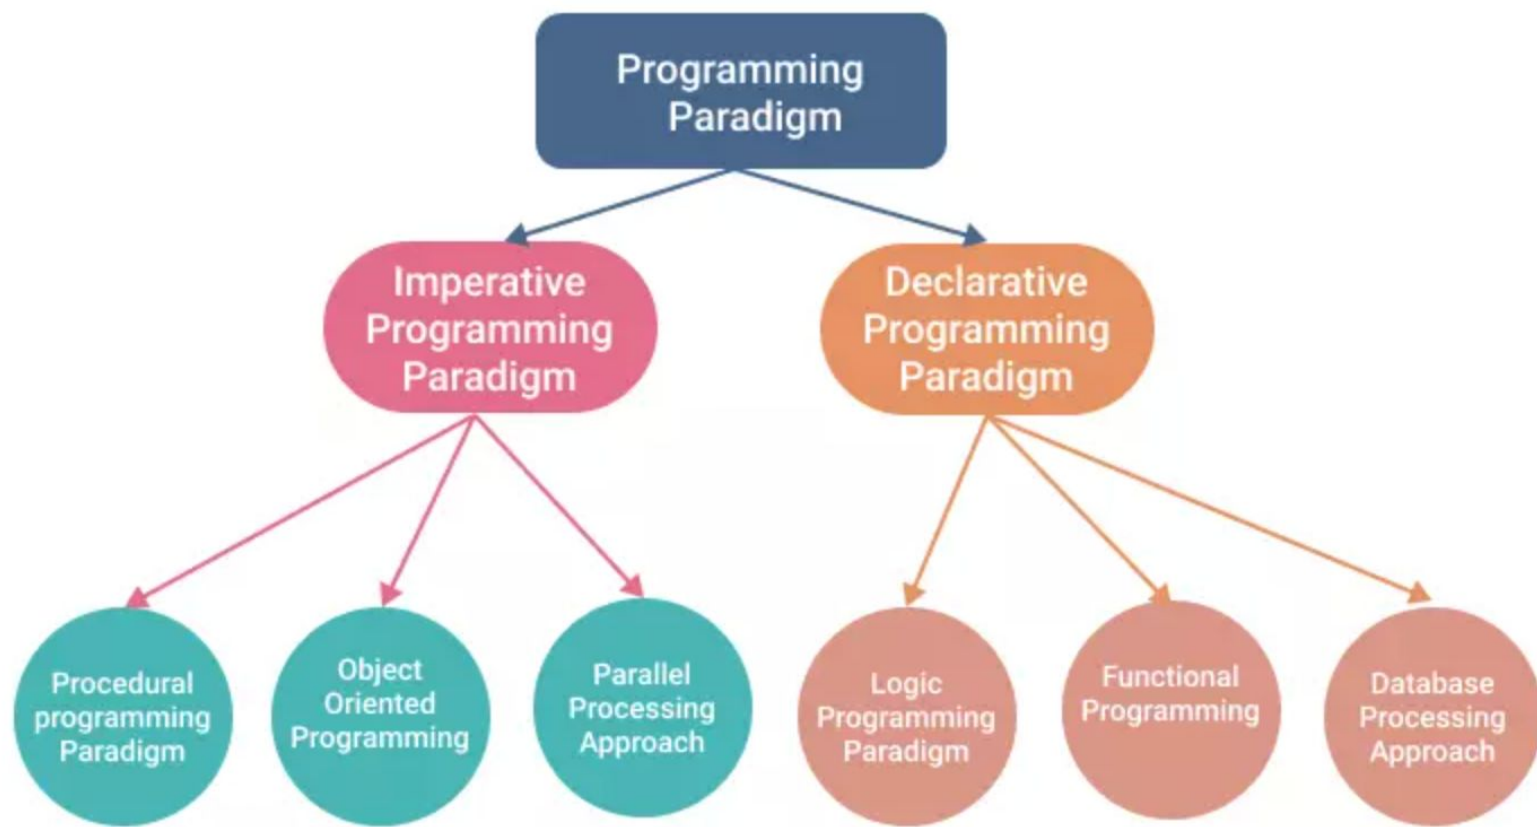 Programming
Paradigm
Imperative
Programming
Paradigm
Declarative
Programming
Paradigm
Procedural
programming
Paradigm
Object
Oriented
Programming
Parallel
Processing
Approach
Logic
Programming
Paradigm
Functional
Programming
Database
Processing
Approach